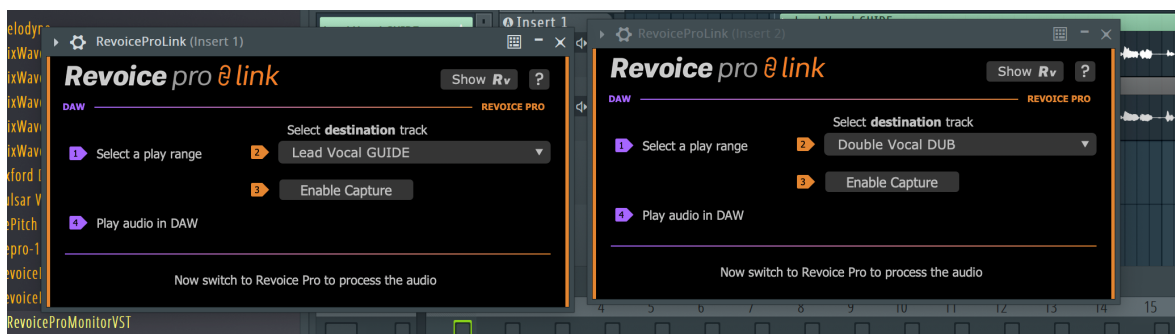 Insert 1
RevoiceProLink (Insert 1)
Revoice pro link
Show Rv ?
DAW
REVOICE PRO
Select destination track
1 Select a play range
2 Lead Vocal GUIDE
3 Enable Capture
4 Play audio in DAW
Now switch to Revoice Pro to process the audio
RevoiceProLink (Insert 2)
Revoice pro link
Show Rv ?
DAW
REVOICE PRO
Select destination track
1 Select a play range
2 Double Vocal DUB
3 Enable Capture
4 Play audio in DAW
Now switch to Revoice Pro to process the audio
4 5 6 7 8 9 10 11 12 13 14 15
RevoiceProMonitorVST